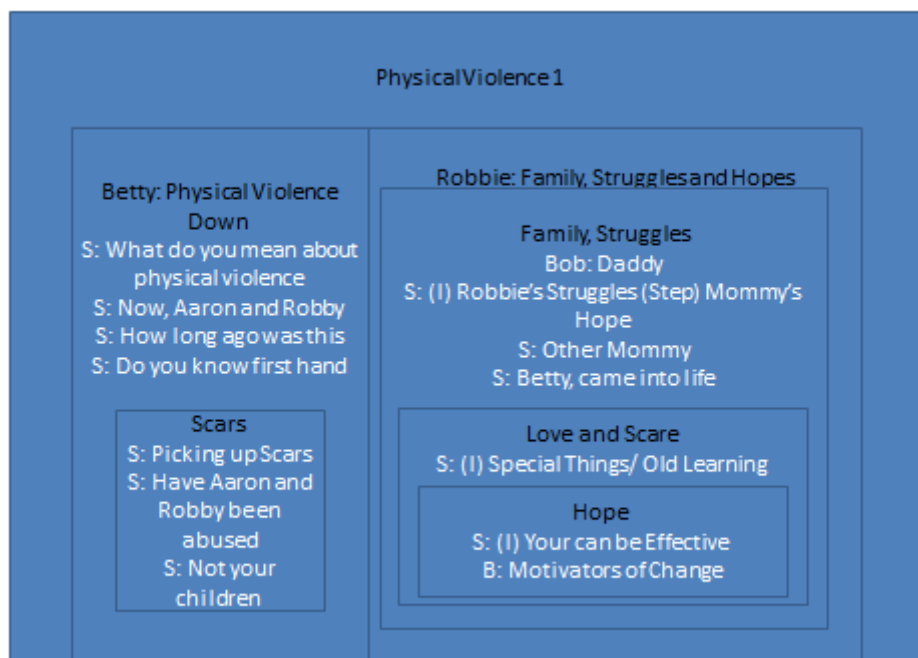 Physical Violence 1
Betty: Physical Violence
Down
S: What do you mean about
physical violence
S: Now, Aaron and Robby
S: How long ago was this
S: Do you know first hand
Scars
S: Picking up Scars
S: Have Aaron and
Robby been
abused
S: Not your
children
Robbie: Family, Struggles and Hopes
Family, Struggles
Bob: Daddy
S: (I) Robbie's Struggles (Step) Mommy's
Hope
S: Other Mommy
S: Betty, came into life
Love and Scare
S: (I) Special Things/ Old Learning
Hope
S: (I) Your can be Effective
B: Motivators of Change